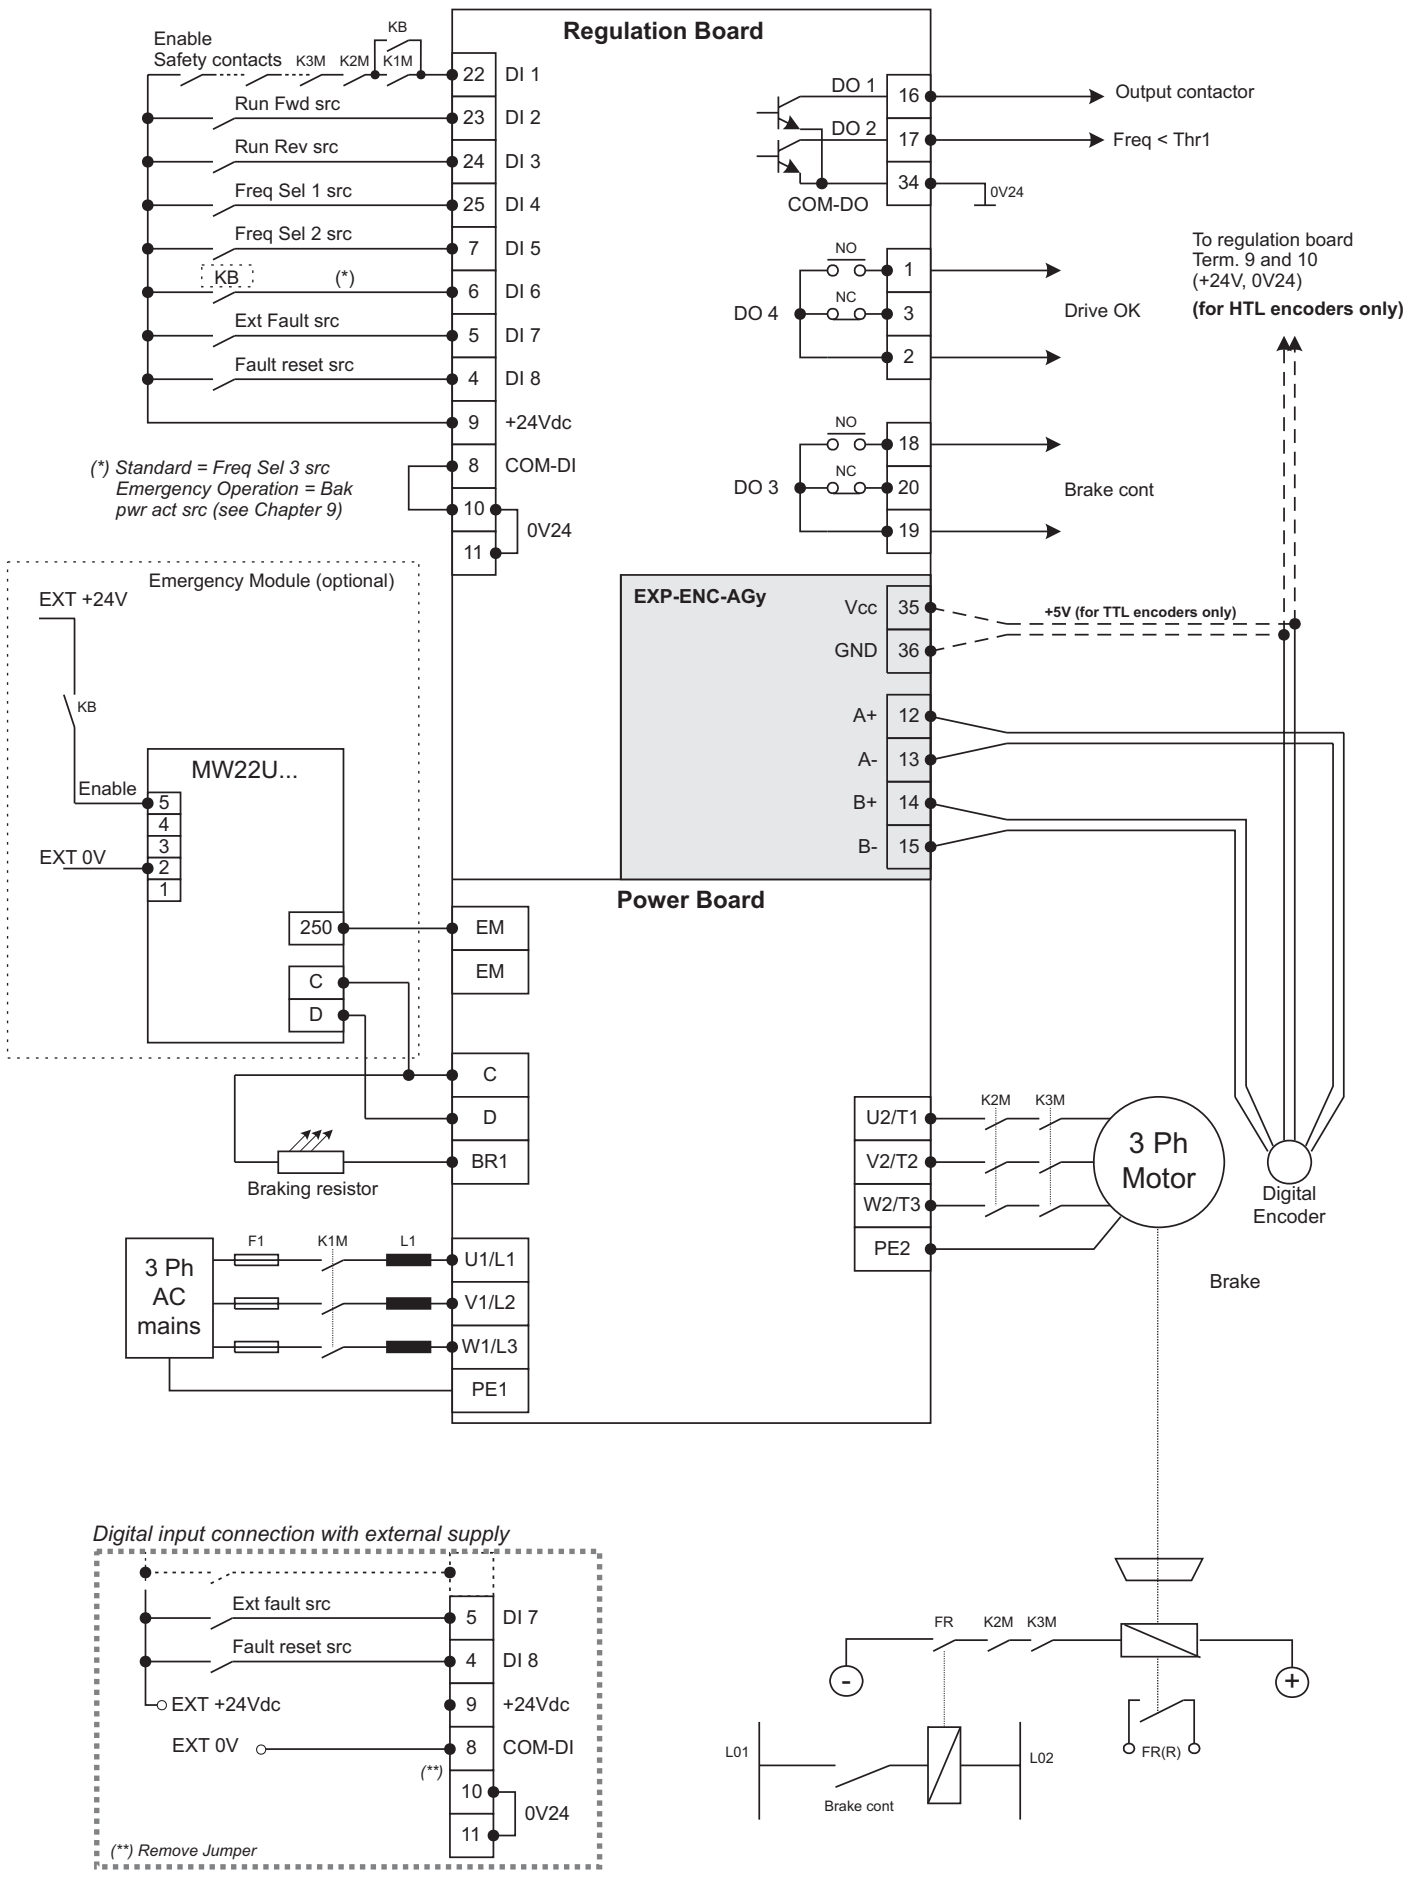 Regulation Board
Enable
Safety contacts
K3M
K2M
KB
K1M
22
DI 1
Run Fwd src
23
DI 2
Run Rev src
24
DI 3
Freq Sel 1 src
25
DI 4
Freq Sel 2 src
7
DI 5
KB
(*)
6
DI 6
Ext Fault src
5
DI 7
Fault reset src
4
DI 8
9
+24Vdc
(*) Standard = Freq Sel 3 src
Emergency Operation = Bak
pwr act src (see Chapter 9)
8
COM-DI
10
11
0V24
DO 1
16
Output contactor
DO 2
17
Freq < Thr1
34
COM-DO
0V24
NO
1
NC
DO 4
3
Drive OK
2
NO
18
NC
DO 3
20
Brake cont
19
To regulation board
Term. 9 and 10
(+24V, 0V24)
(for HTL encoders only)
Emergency Module (optional)
EXT +24V
KB
MW22U...
Enable
5
4
3
EXT 0V
2
1
250
C
D
EXP-ENC-AGy
Vcc
35
+5V (for TTL encoders only)
GND
36
A+
12
A-
13
B+
14
B-
15
Power Board
EM
EM
C
D
BR1
Braking resistor
3 Ph
AC
mains
F1
K1M
L1
U1/L1
V1/L2
W1/L3
PE1
U2/T1
V2/T2
W2/T3
PE2
K2M
K3M
3 Ph
Motor
Digital
Encoder
Brake
Digital input connection with external supply
Ext fault src
5
DI 7
Fault reset src
4
DI 8
EXT +24Vdc
9
+24Vdc
EXT 0V
8
COM-DI
(**)
10
11
0V24
(**) Remove Jumper
FR
K2M
K3M
-
+
FR(R)
L01
L02
Brake cont